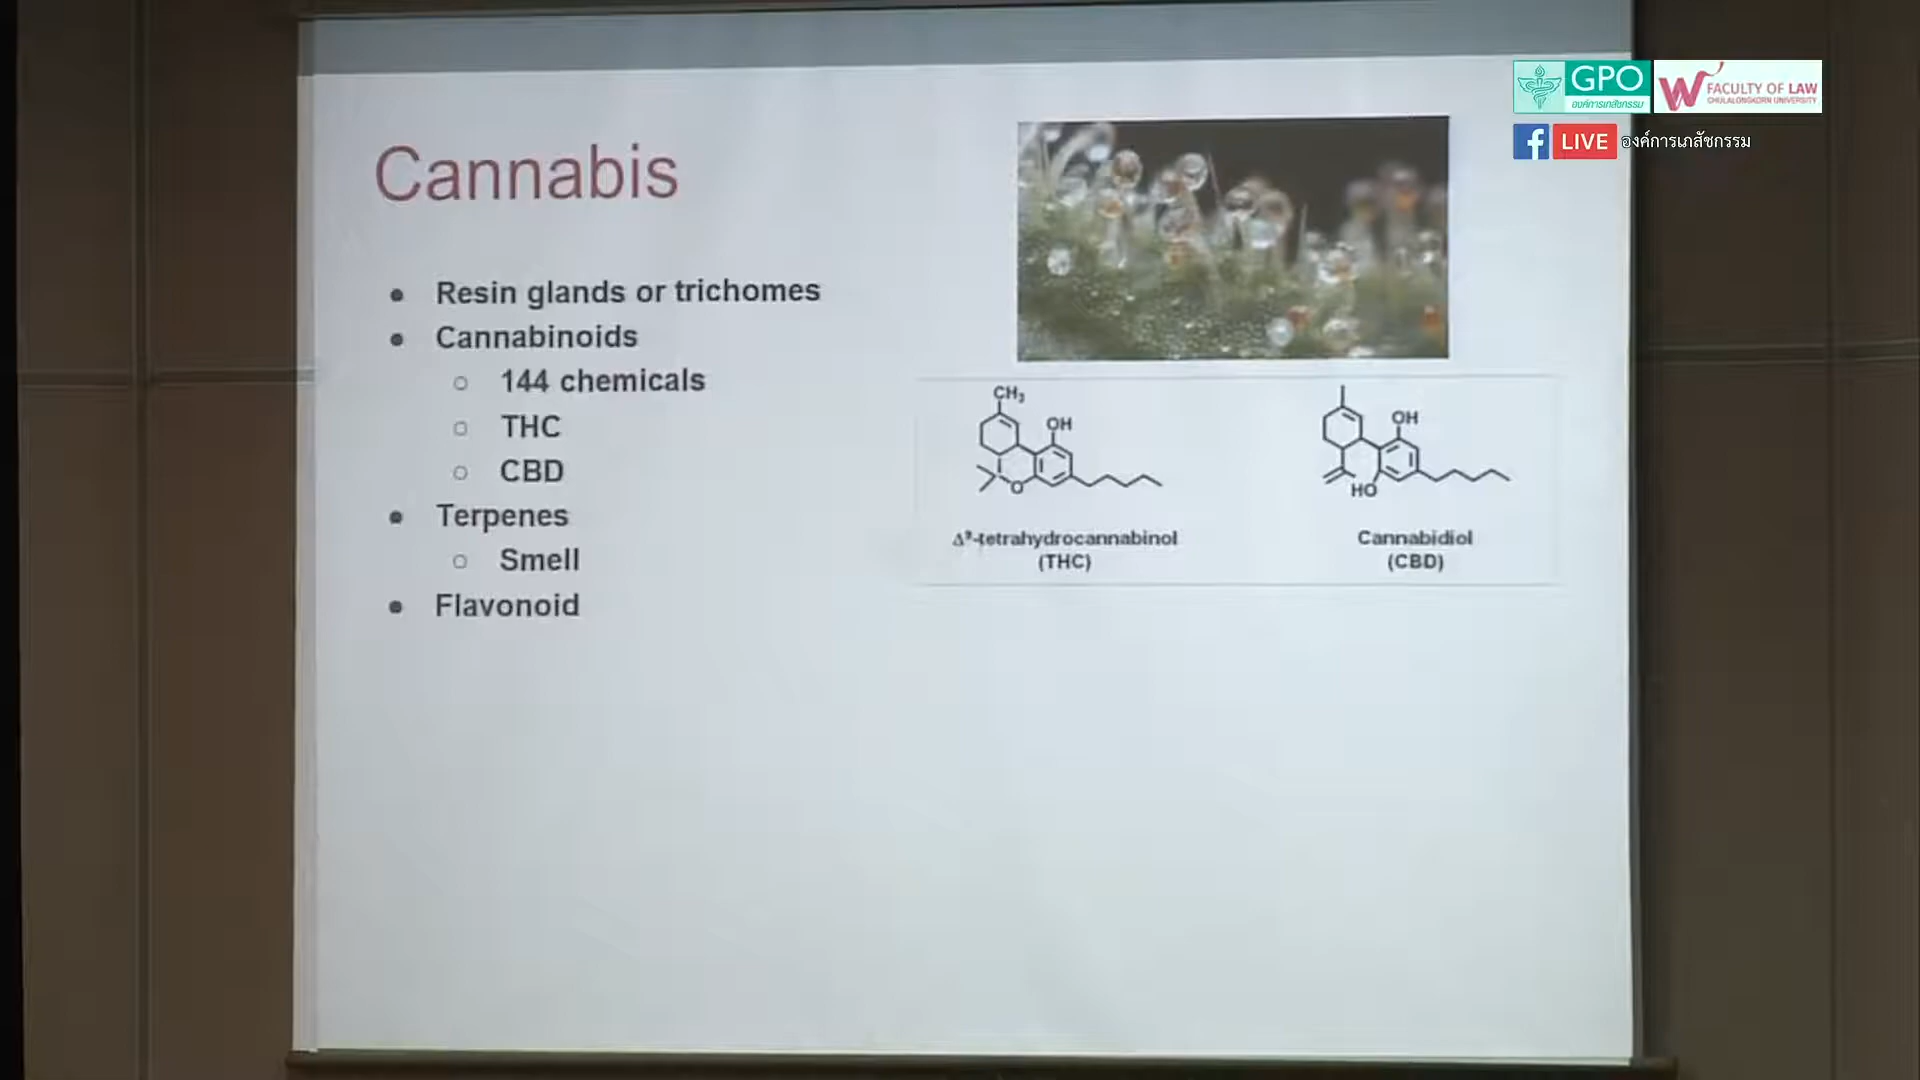 GPO
องค์การเภสัชกรรม
FACULTY OF LAW
CHULALONGKORN UNIVERSITY
f LIVE องค์การเภสัชกรรม
Cannabis
Resin glands or trichomes
Cannabinoids
144 chemicals
THC
CBD
Terpenes
Smell
Flavonoid
CH₃
OH
O
Δ⁹-tetrahydrocannabinol
(THC)
OH
HO
Cannabidiol
(CBD)